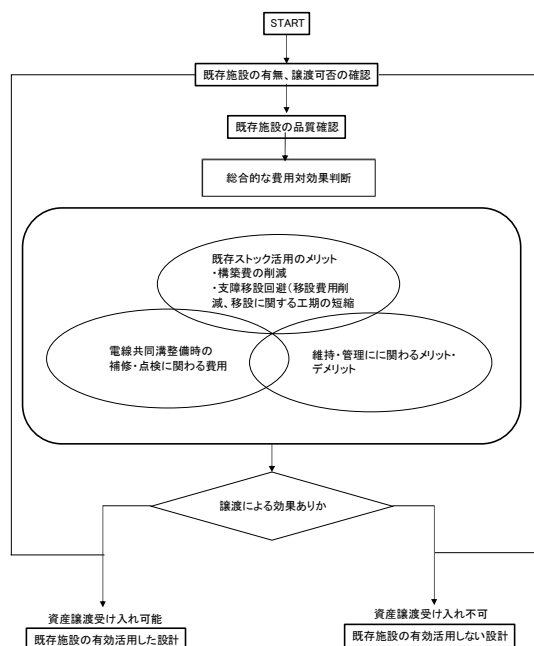 START
既存施設の有無、譲渡可否の確認
既存施設の品質確認
総合的な費用対効果判断
既存ストック活用のメリット
・構築費の削減
・支障移設回避（移設費用削
減、移設に関する工期の短縮
電線共同溝整備時の
補修・点検に関わる費用
維持・管理にに関わるメリット・
デメリット
譲渡による効果ありか
資産譲渡受け入れ可能
既存施設の有効活用した設計
資産譲渡受け入れ不可
既存施設の有効活用しない設計